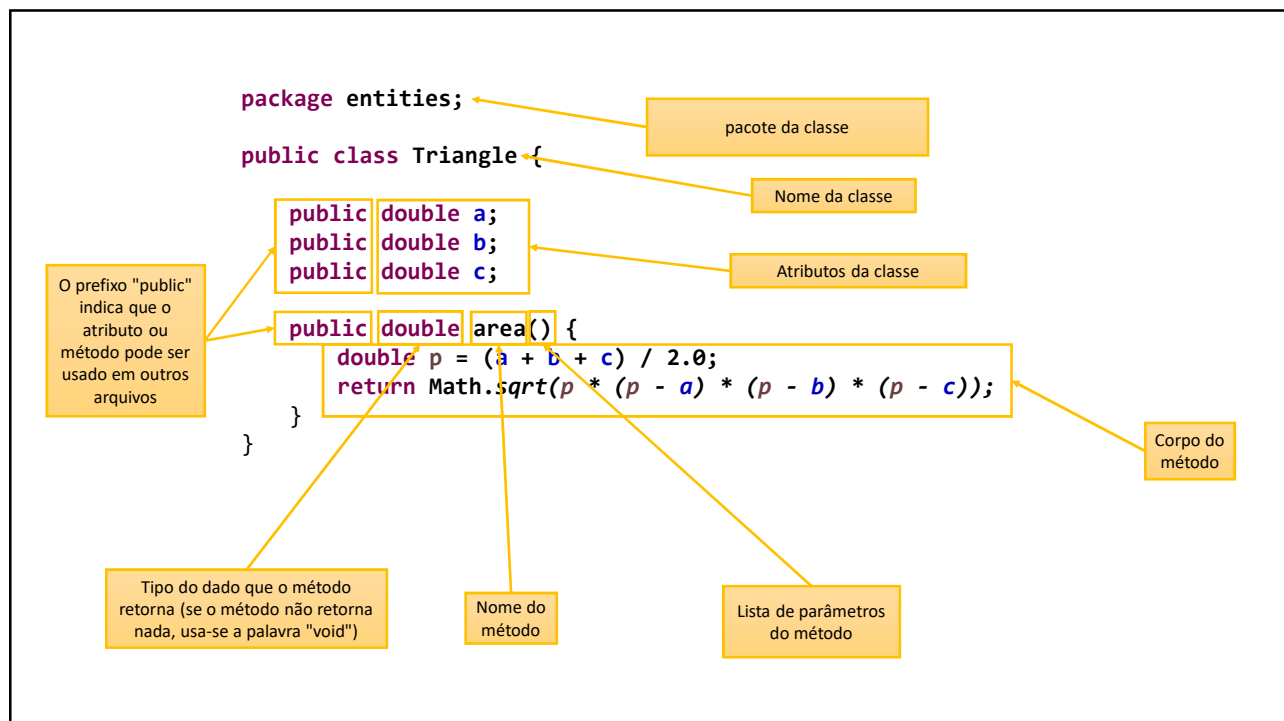 package entities;
pacote da classe
public class Triangle {
Nome da classe
public double a;
public double b;
public double c;
Atributos da classe
O prefixo "public"
indica que o
atributo ou
método pode ser
usado em outros
arquivos
public double area() {
double p = (a + b + c) / 2.0;
return Math.sqrt(p * (p - a) * (p - b) * (p - c));
}
}
Corpo do
método
Tipo do dado que o método
retorna (se o método não retorna
nada, usa-se a palavra "void")
Nome do
método
Lista de parâmetros
do método